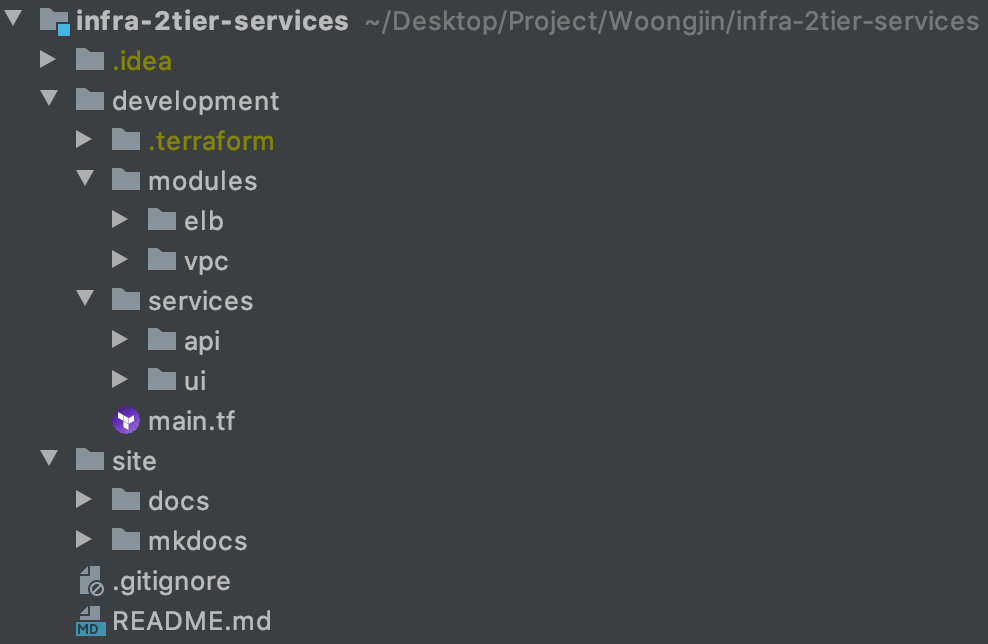 infra-2tier-services ~/Desktop/Project/Woongjin/infra-2tier-services
.idea
development
.terraform
modules
elb
vpc
services
api
ui
main.tf
site
docs
mkdocs
.gitignore
MD README.md